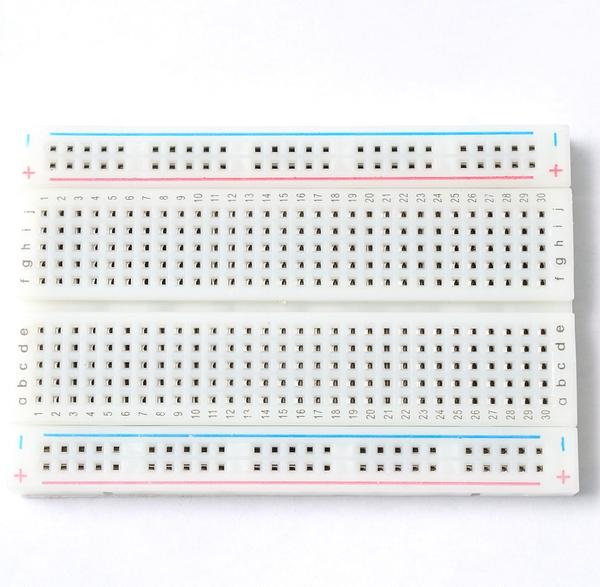 − −
+ +
1 2 3 4 5 6 7 8 9 10 11 12 13 14 15 16 17 18 19 20 21 22 23 24 25 26 27 28 29 30
j j
i i
h h
g g
f f
e e
d d
c c
b b
a a
1 2 3 4 5 6 7 8 9 10 11 12 13 14 15 16 17 18 19 20 21 22 23 24 25 26 27 28 29 30
− −
+ +